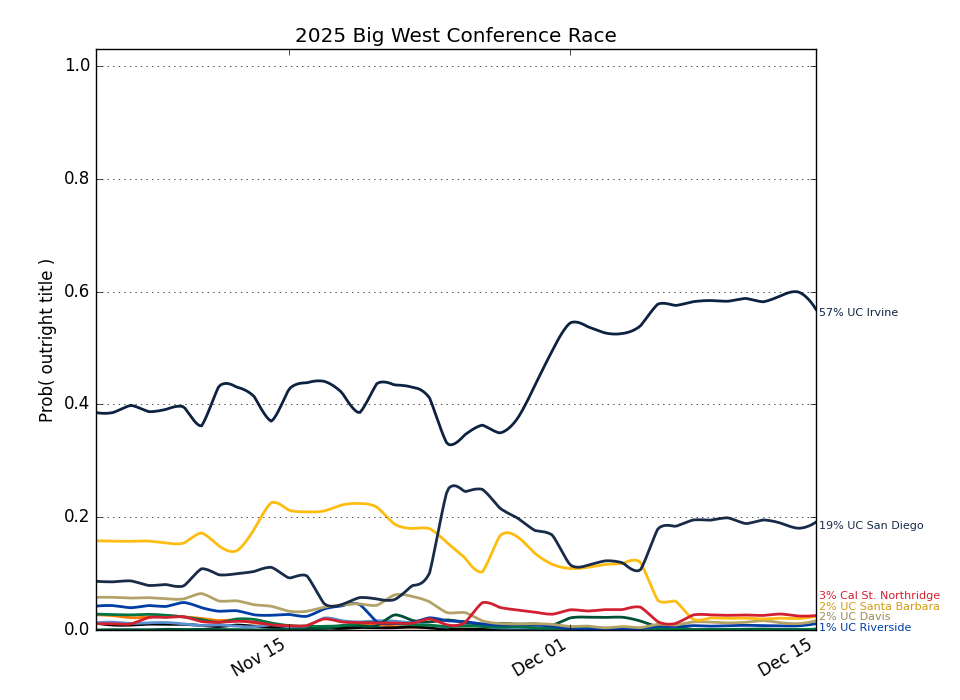 2025 Big West Conference Race
Prob( outright title )
1.0
0.8
0.6
0.4
0.2
0.0
57% UC Irvine
19% UC San Diego
3% Cal St. Northridge
2% UC Santa Barbara
2% UC Davis
1% UC Riverside
Nov 15
Dec 01
Dec 15